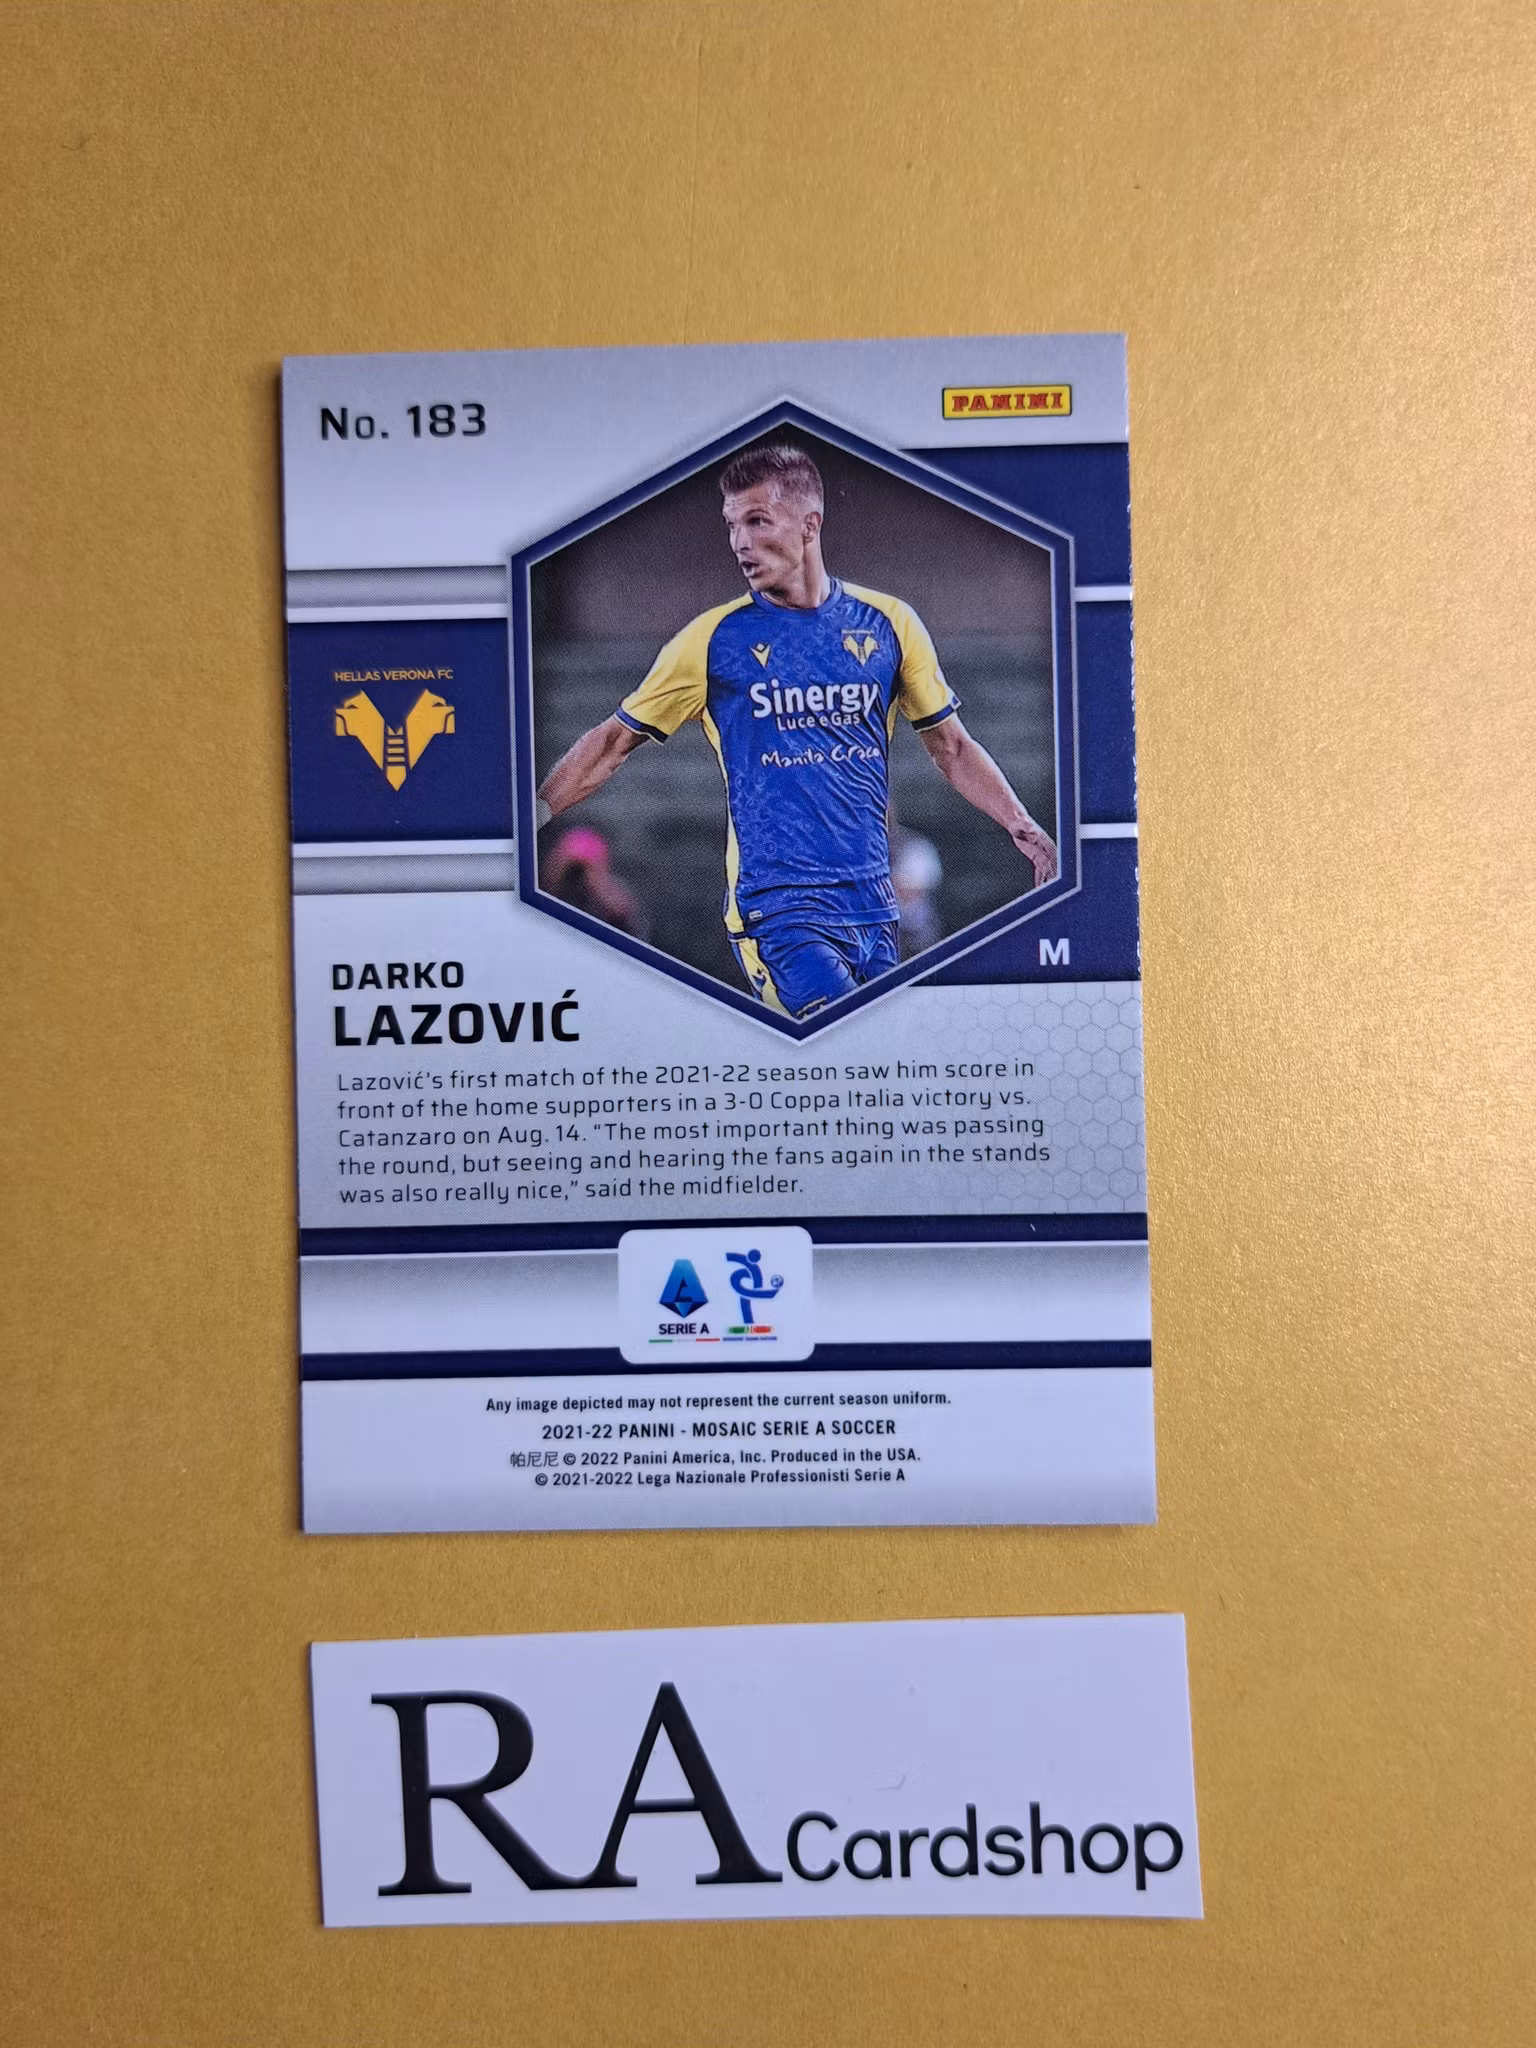 No. 183
PANINI
HELLAS VERONA FC
Sinergy
Luce e Gas
Manila Grace
M
DARKO
LAZOVIĆ
Lazović's first match of the 2021-22 season saw him score in
front of the home supporters in a 3-0 Coppa Italia victory vs.
Catanzaro on Aug. 14. “The most important thing was passing
the round, but seeing and hearing the fans again in the stands
was also really nice,” said the midfielder.
SERIE A
Any image depicted may not represent the current season uniform.
2021-22 PANINI - MOSAIC SERIE A SOCCER
帕尼尼 © 2022 Panini America, Inc. Produced in the USA.
© 2021-2022 Lega Nazionale Professionisti Serie A
RA Cardshop